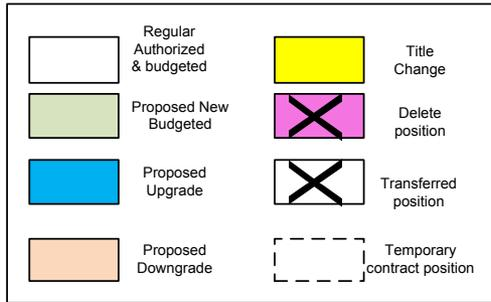 Regular
Authorized
& budgeted
Title
Change
Proposed New
Budgeted
Delete
position
Proposed
Upgrade
Transferred
position
Proposed
Downgrade
Temporary
contract position